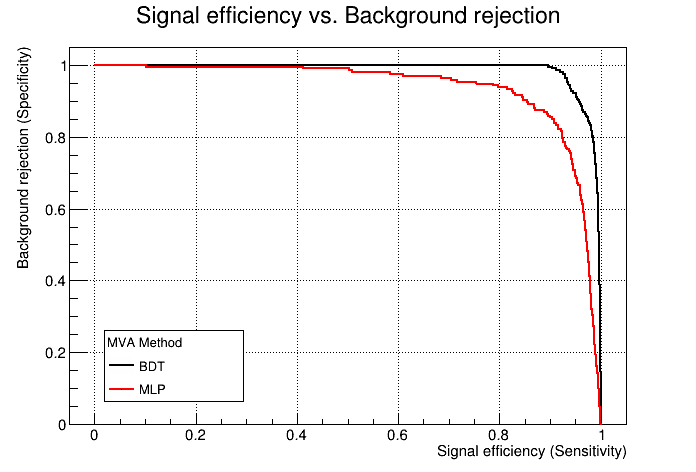 Signal efficiency vs. Background rejection
Background rejection (Specificity)
1
0.8
0.6
0.4
0.2
0
MVA Method
BDT
MLP
0 0.2 0.4 0.6 0.8 1
Signal efficiency (Sensitivity)